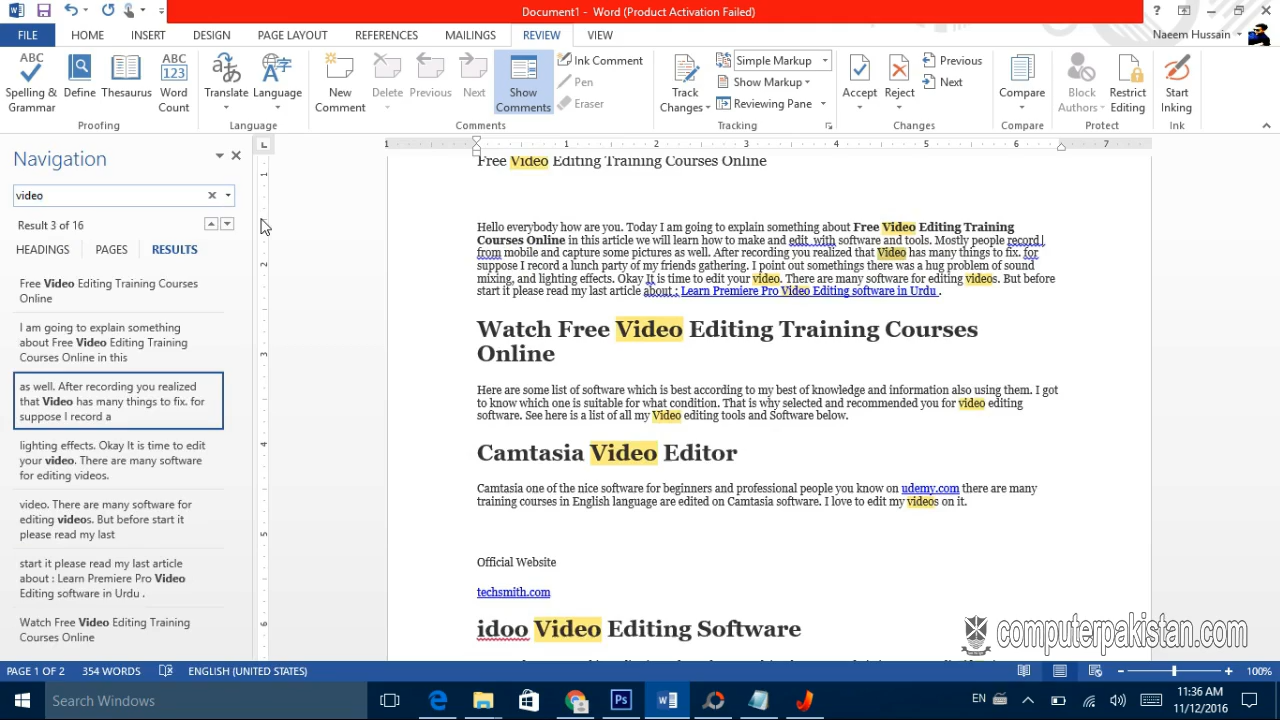 Document1 - Word (Product Activation Failed)
FILE HOME INSERT DESIGN PAGE LAYOUT REFERENCES MAILINGS REVIEW VIEW Naeem Hussain
Spelling & Grammar
Define
Thesaurus
ABC 123 Word Count
Translate
Language
New Comment
Delete
Previous
Next
Show Comments
Ink Comment
Pen
Eraser
Track Changes
Simple Markup
Show Markup
Reviewing Pane
Accept
Reject
Previous
Next
Compare
Block Authors
Restrict Editing
Start Inking
Proofing Language Comments Tracking Changes Compare Protect Ink
Navigation
video
Result 3 of 16
HEADINGS PAGES RESULTS
Free Video Editing Training Courses
Online
I am going to explain something
about Free Video Editing Training
Courses Online in this
as well. After recording you realized
that Video has many things to fix. for
suppose I record a
lighting effects. Okay It is time to edit
your video. There are many software
for editing videos.
video. There are many software for
editing videos. But before start it
please read my last
start it please read my last article
about : Learn Premiere Pro Video
Editing software in Urdu .
Watch Free Video Editing Training
Courses Online
Free Video Editing Training Courses Online
Hello everybody how are you. Today I am going to explain something about Free Video Editing Training
Courses Online in this article we will learn how to make and edit with software and tools. Mostly people record
from mobile and capture some pictures as well. After recording you realized that Video has many things to fix. for
suppose I record a lunch party of my friends gathering. I point out somethings there was a hug problem of sound
mixing, and lighting effects. Okay It is time to edit your video. There are many software for editing videos. But before
start it please read my last article about : Learn Premiere Pro Video Editing software in Urdu .
Watch Free Video Editing Training Courses
Online
Here are some list of software which is best according to my best of knowledge and information also using them. I got
to know which one is suitable for what condition. That is why selected and recommended you for video editing
software. See here is a list of all my Video editing tools and Software below.
Camtasia Video Editor
Camtasia one of the nice software for beginners and professional people you know on udemy.com there are many
training courses in English language are edited on Camtasia software. I love to edit my videos on it.
Official Website
techsmith.com
idoo Video Editing Software
computerpakistan.com
PAGE 1 OF 2 354 WORDS ENGLISH (UNITED STATES) 100%
Search Windows
EN
11:36 AM
11/12/2016